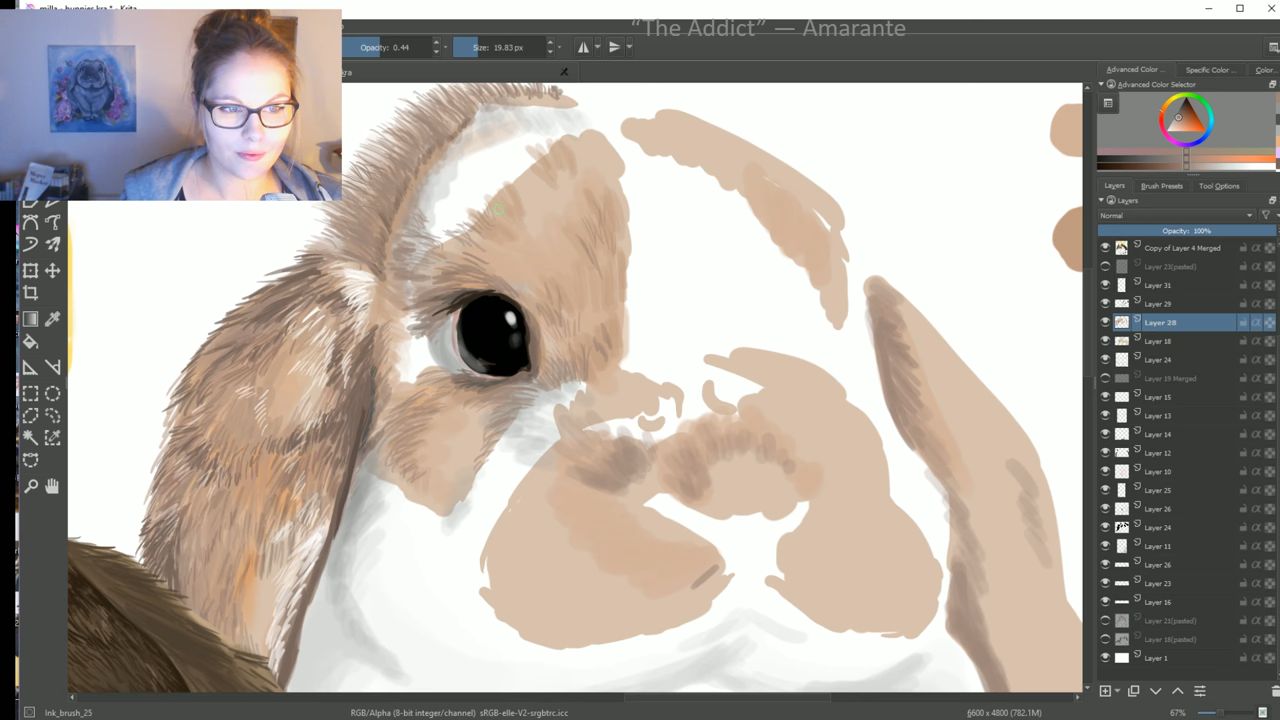 milla - bunnies.kra * - Krita
“The Addict” — Amarante
Opacity: 0.44
Size: 19.83 px
Advanced Color ...
Specific Color ...
Color...
Advanced Color Selector
Layers
Brush Presets
Tool Options
Layers
Normal
Opacity: 100%
Copy of Layer 4 Merged
Layer 23(pasted)
Layer 31
Layer 29
Layer 28
Layer 18
Layer 24
Layer 19 Merged
Layer 15
Layer 13
Layer 14
Layer 12
Layer 10
Layer 25
Layer 26
Layer 24
Layer 11
Layer 26
Layer 23
Layer 16
Layer 21(pasted)
Layer 18(pasted)
Layer 1
Ink_brush_25
RGB/Alpha (8-bit integer/channel) sRGB-elle-V2-srgbtrc.icc
6600 x 4800 (782.1M)
67%